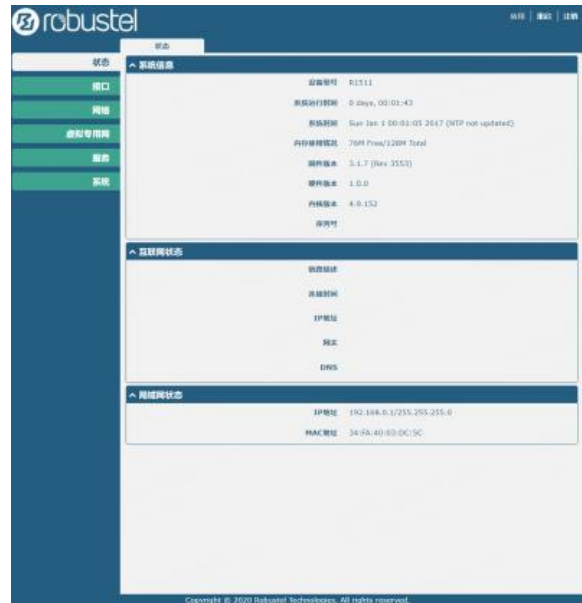 robustel
应用 | 重启 | 注销
状态
状态
接口
网络
虚拟专用网
服务
系统
^ 系统信息
设备型号 R1511
系统运行时间 0 days, 00:01:43
系统时间 Sun Jan 1 00:01:05 2017 (NTP not updated)
内存使用情况 76M Free/128M Total
固件版本 3.1.7 (Rev 3553)
硬件版本 1.0.0
内核版本 4.9.152
序列号
^ 互联网状态
链路描述
连接时间
IP地址
网关
DNS
^ 局域网状态
IP地址 192.168.0.1/255.255.255.0
MAC地址 34:FA:40:03:DC:5C
Copyright © 2020 Robustel Technologies. All rights reserved.